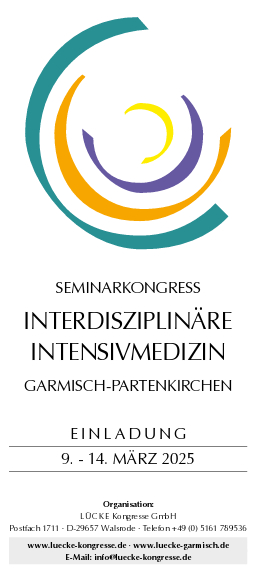 SEMINARKONGRESS
INTERDISZIPLINÄRE
INTENSIVMEDIZIN
GARMISCH-PARTENKIRCHEN
EINLADUNG
9. - 14. MÄRZ 2025
Organisation:
LÜCKE Kongresse GmbH
Postfach 1711 · D-29657 Walsrode · Telefon +49 (0) 5161 789536
www.luecke-kongresse.de · www.luecke-garmisch.de
E-Mail: info@luecke-kongresse.de